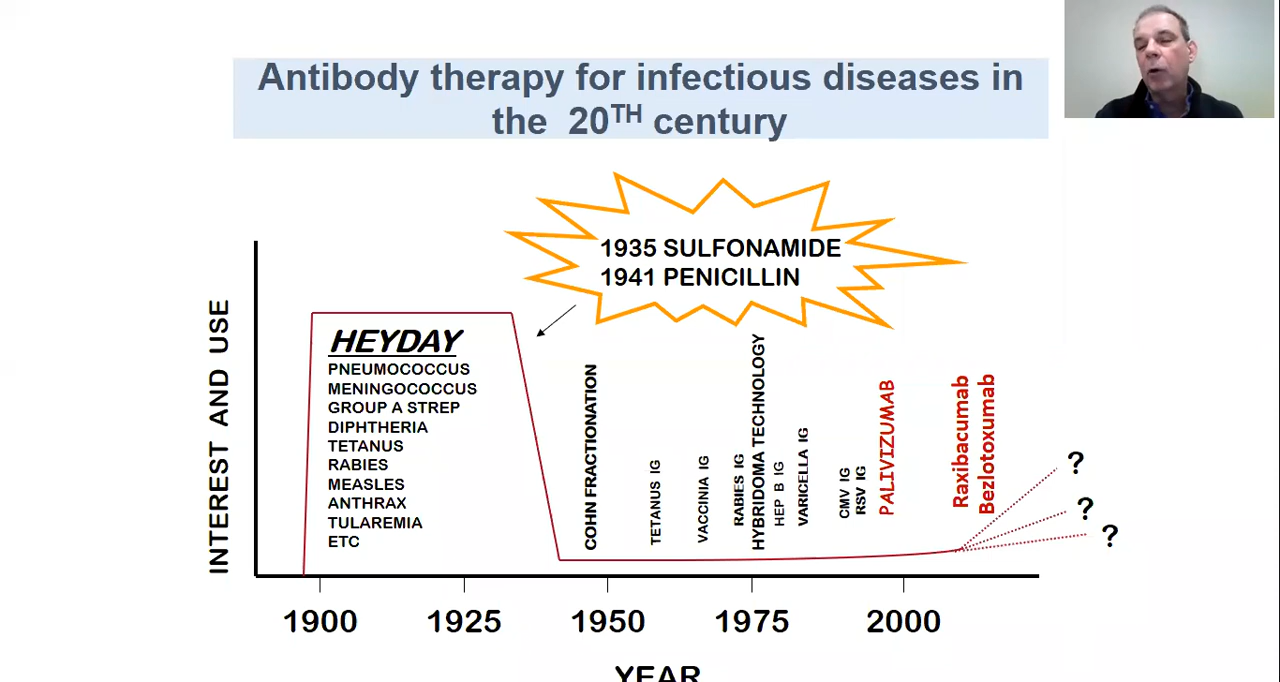 Antibody therapy for infectious diseases in
the 20TH century
1935 SULFONAMIDE
1941 PENICILLIN
INTEREST AND USE
HEYDAY
PNEUMOCOCCUS
MENINGOCOCCUS
GROUP A STREP
DIPHTHERIA
TETANUS
RABIES
MEASLES
ANTHRAX
TULAREMIA
ETC
COHN FRACTIONATION
TETANUS IG
VACCINIA IG
RABIES IG
HYBRIDOMA TECHNOLOGY
HEP B IG
VARICELLA IG
CMV IG
RSV IG
PALIVIZUMAB
Raxibacumab
Bezlotoxumab
?
?
?
1900 1925 1950 1975 2000
YEAR